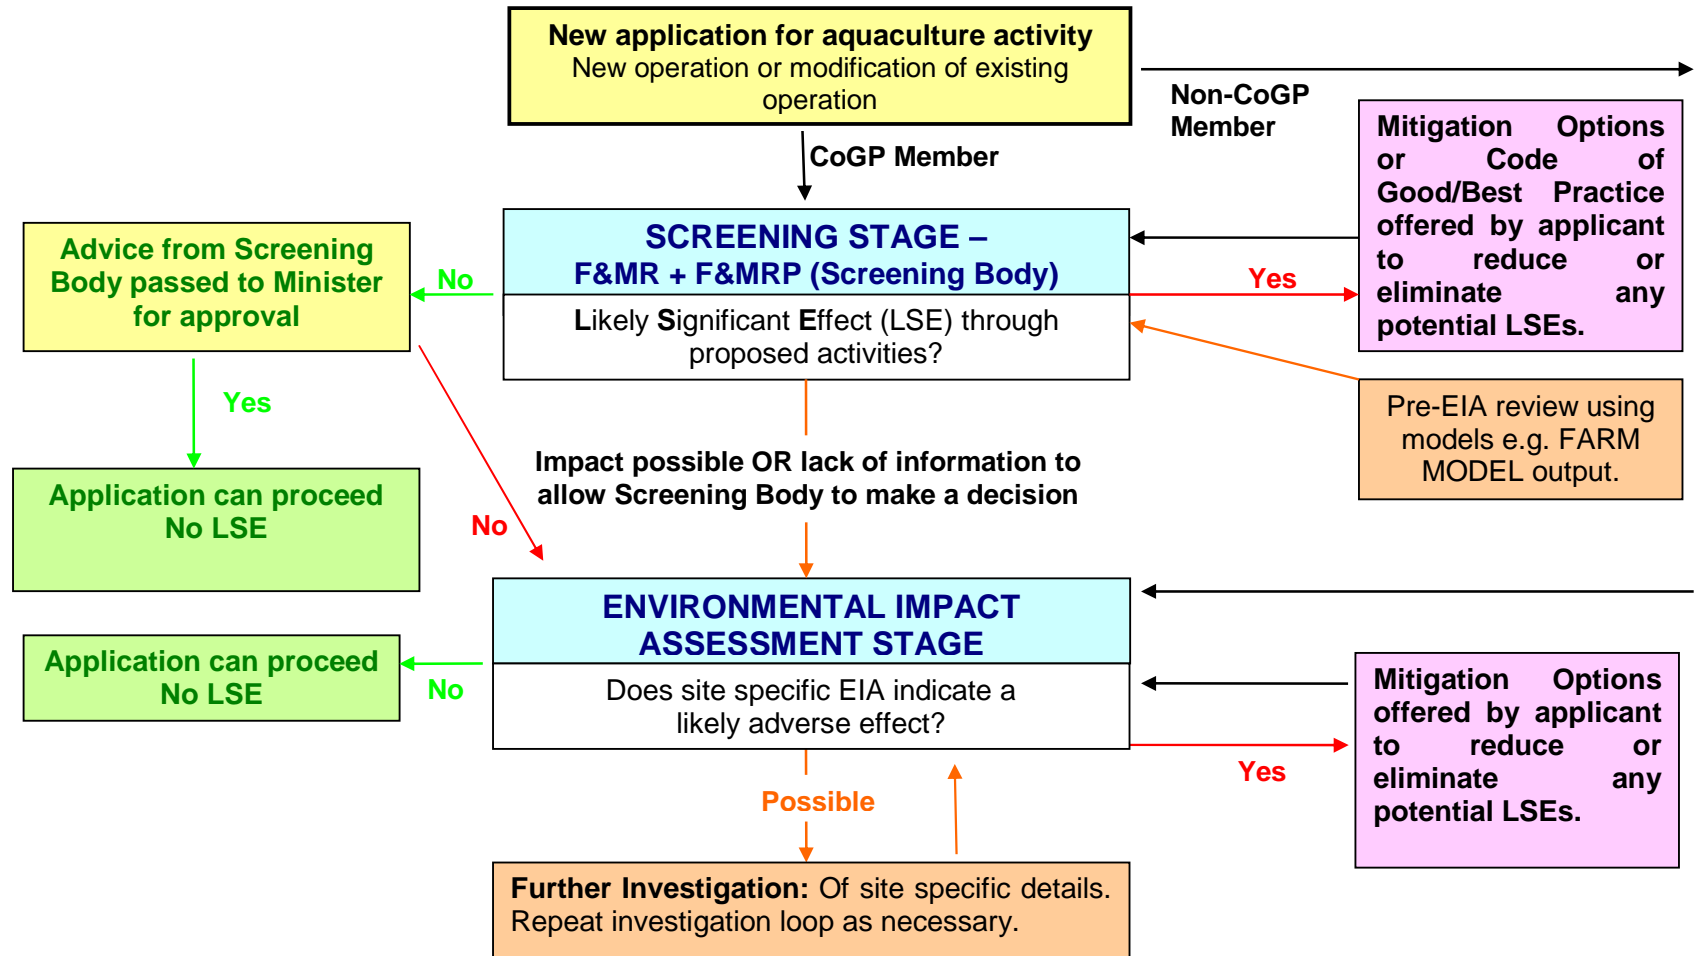 New application for aquaculture activity
New operation or modification of existing
operation
Non-CoGP
Member
CoGP Member
Mitigation Options
or Code of
Good/Best Practice
offered by applicant
to reduce or
eliminate any
potential LSEs.
SCREENING STAGE –
F&MR + F&MRP (Screening Body)
Likely Significant Effect (LSE) through
proposed activities?
No
Yes
Advice from Screening
Body passed to Minister
for approval
Yes
No
Pre-EIA review using
models e.g. FARM
MODEL output.
Impact possible OR lack of information to
allow Screening Body to make a decision
Application can proceed
No LSE
ENVIRONMENTAL IMPACT
ASSESSMENT STAGE
Does site specific EIA indicate a
likely adverse effect?
No
Application can proceed
No LSE
Yes
Mitigation Options
offered by applicant
to reduce or
eliminate any
potential LSEs.
Possible
Further Investigation: Of site specific details.
Repeat investigation loop as necessary.